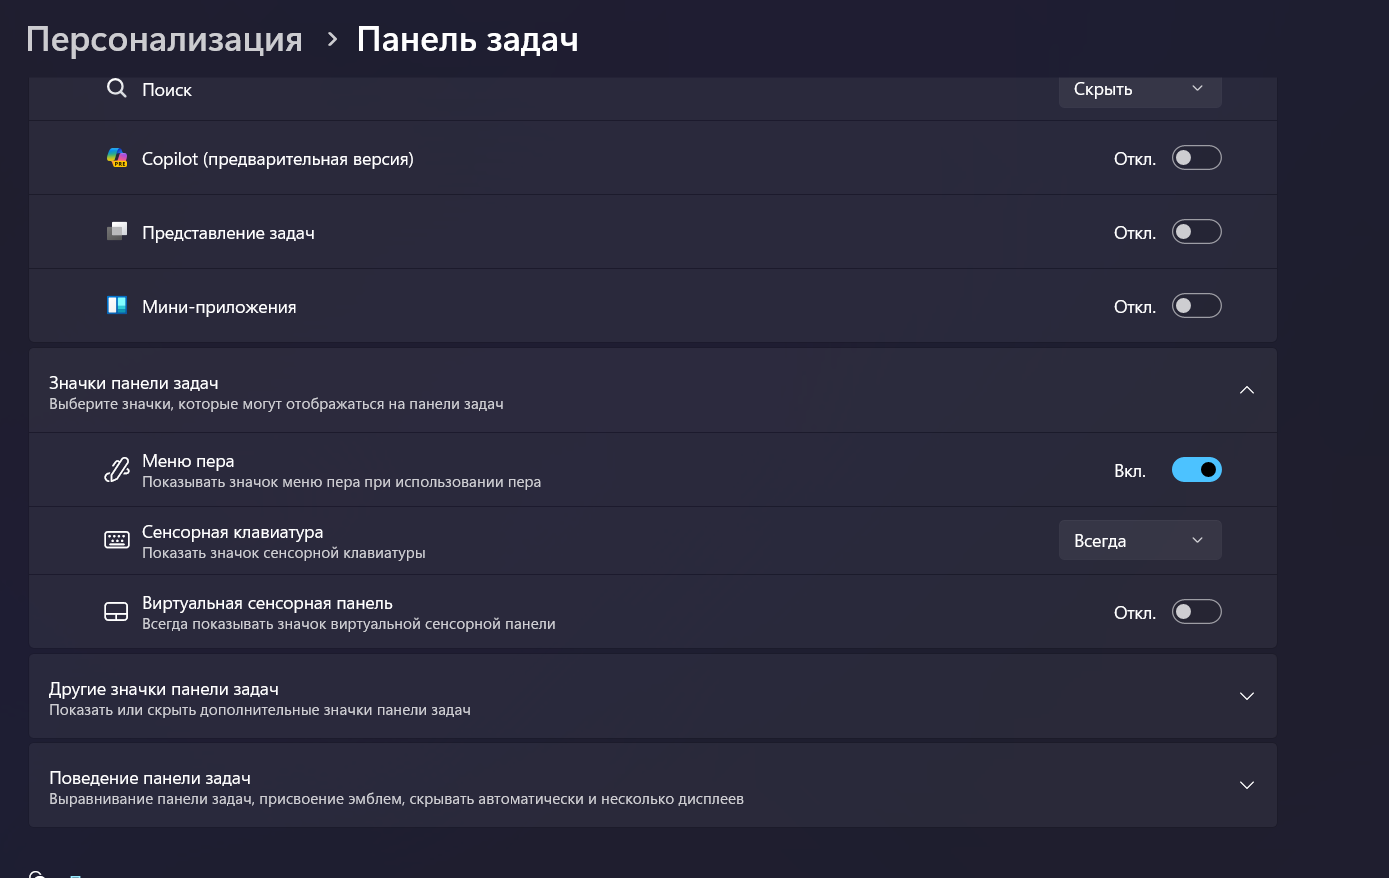 Персонализация > Панель задач
Поиск
Скрыть
Copilot (предварительная версия)
Откл.
Представление задач
Откл.
Мини-приложения
Откл.
Значки панели задач
Выберите значки, которые могут отображаться на панели задач
Меню пера
Показывать значок меню пера при использовании пера
Вкл.
Сенсорная клавиатура
Показать значок сенсорной клавиатуры
Всегда
Виртуальная сенсорная панель
Всегда показывать значок виртуальной сенсорной панели
Откл.
Другие значки панели задач
Показать или скрыть дополнительные значки панели задач
Поведение панели задач
Выравнивание панели задач, присвоение эмблем, скрывать автоматически и несколько дисплеев